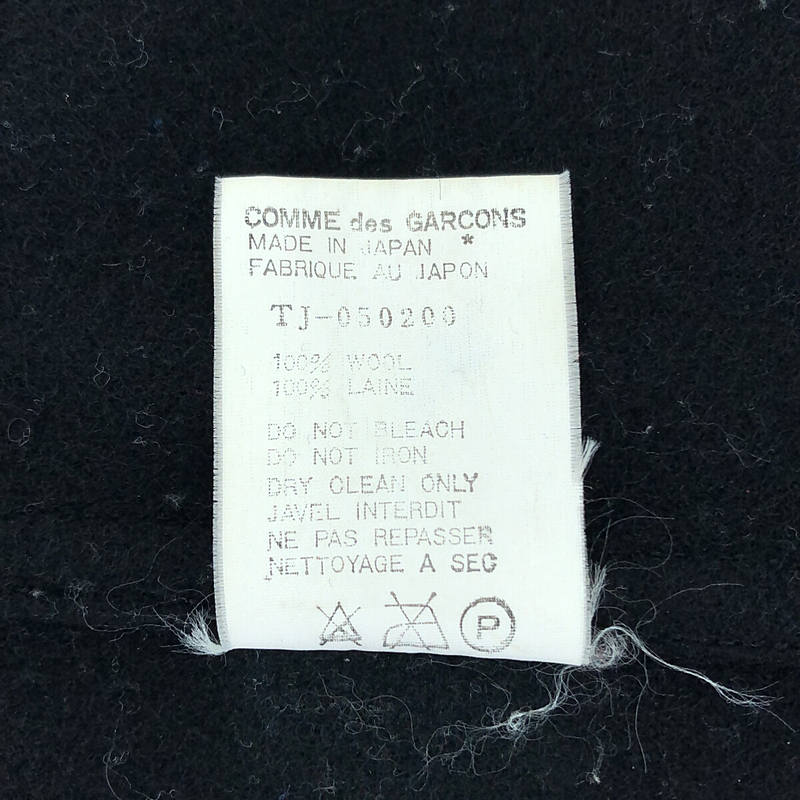 COMME des GARCONS
MADE IN JAPAN *
FABRIQUE AU JAPON
TJ-050200
100% WOOL
100% LAINE
DO NOT BLEACH
DO NOT IRON
DRY CLEAN ONLY
JAVEL INTERDIT
NE PAS REPASSER
NETTOYAGE A SEC
P